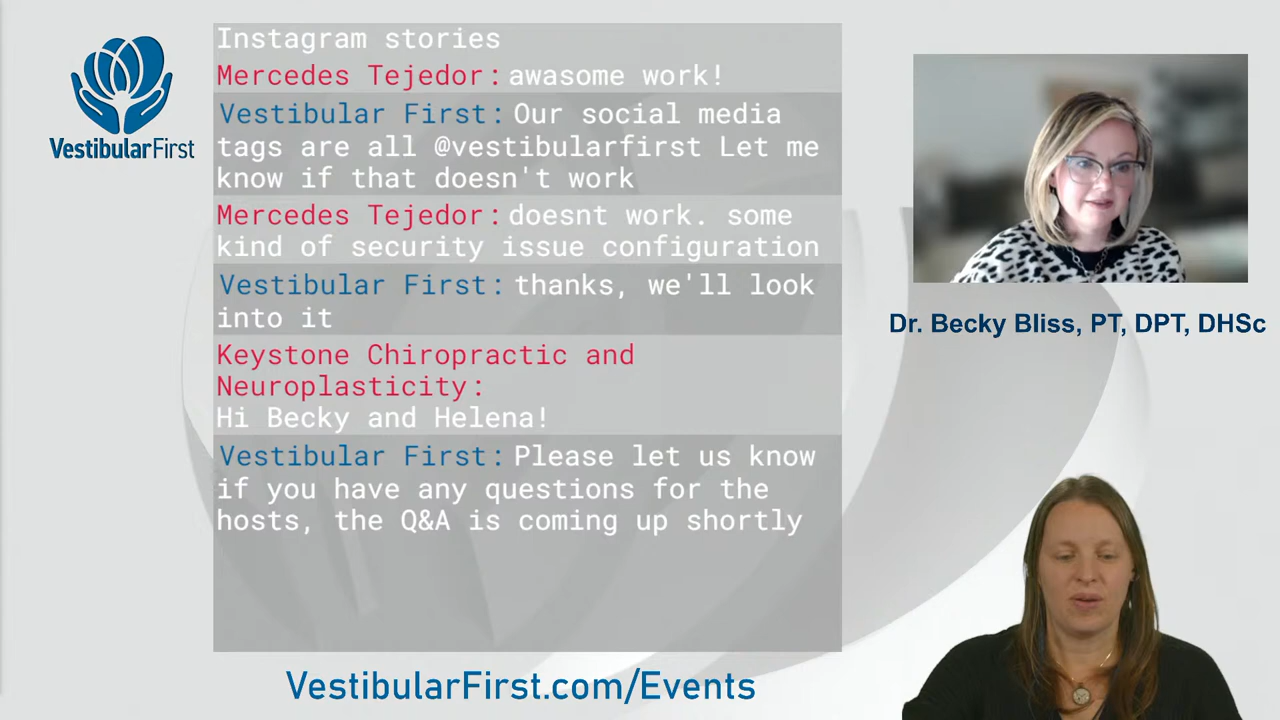 VestibularFirst
Instagram stories
Mercedes Tejedor: awasome work!
Vestibular First: Our social media
tags are all @vestibularfirst Let me
know if that doesn't work
Mercedes Tejedor: doesnt work. some
kind of security issue configuration
Vestibular First: thanks, we'll look
into it
Keystone Chiropractic and
Neuroplasticity:
Hi Becky and Helena!
Vestibular First: Please let us know
if you have any questions for the
hosts, the Q&A is coming up shortly
Dr. Becky Bliss, PT, DPT, DHSc
VestibularFirst.com/Events